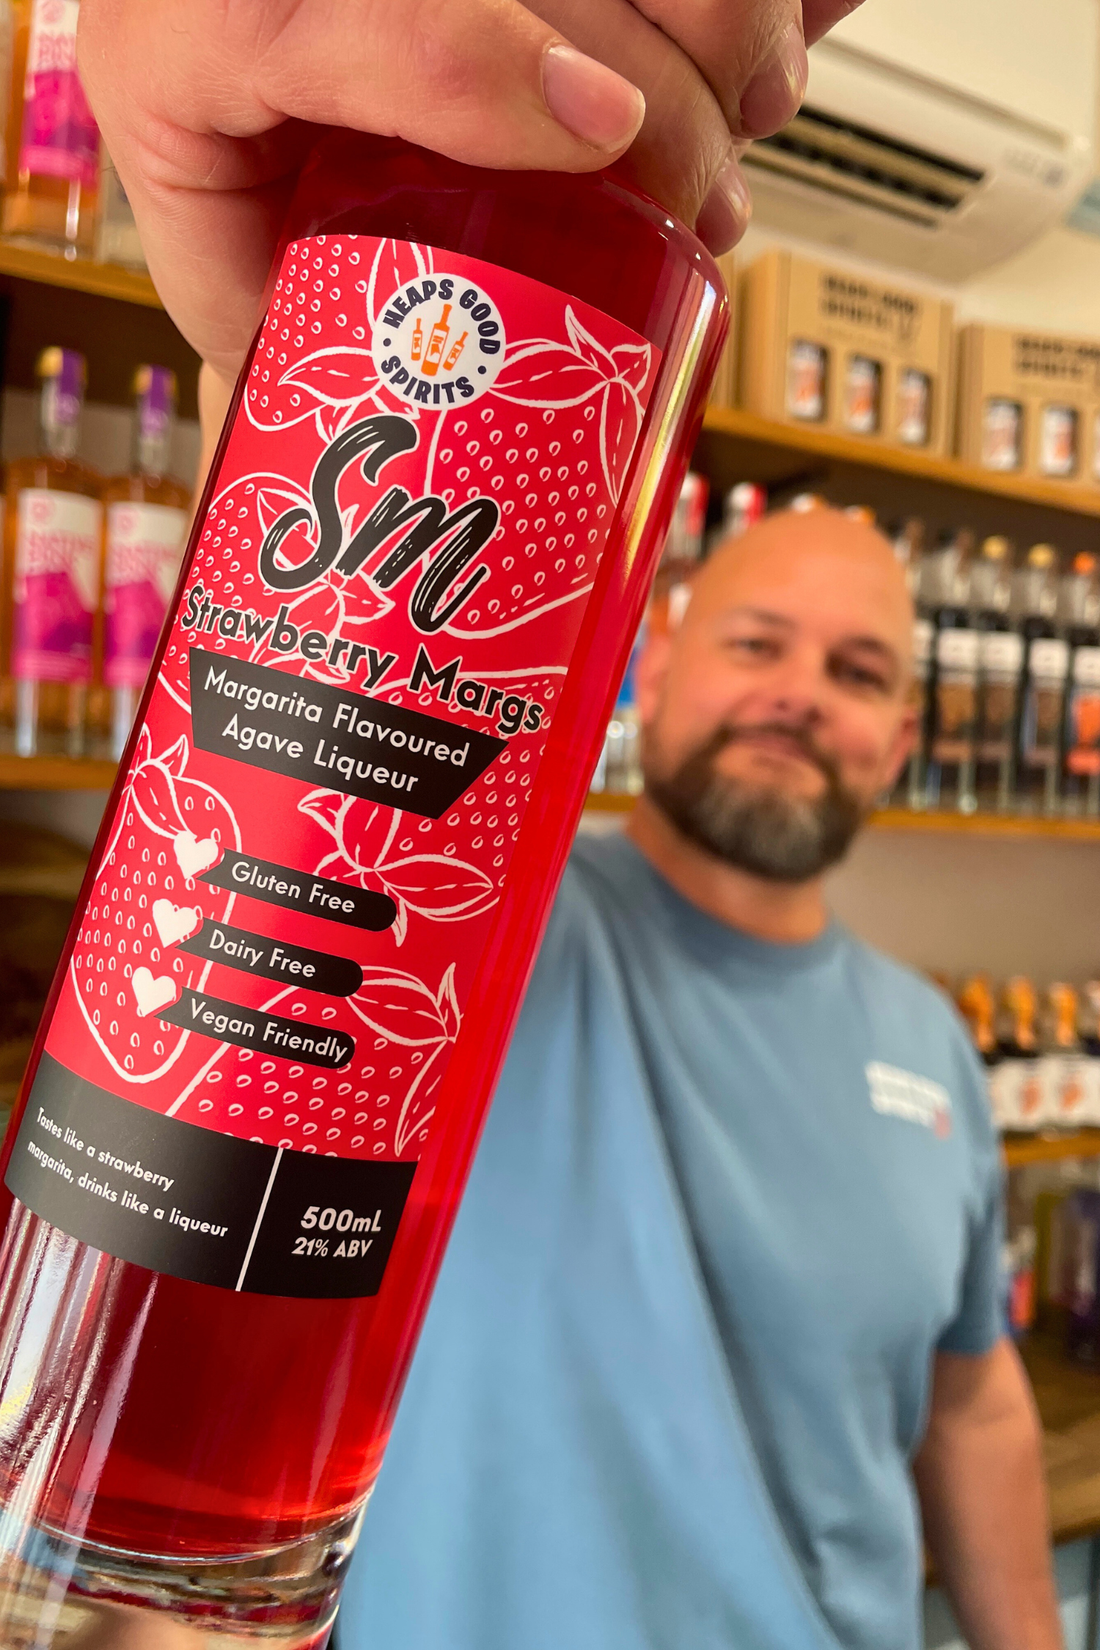 HEAPS GOOD
SPIRITS
Sm
Strawberry Margs
Margarita Flavoured
Agave Liqueur
Gluten Free
Dairy Free
Vegan Friendly
Tastes like a strawberry
margarita, drinks like a liqueur
500mL
21% ABV